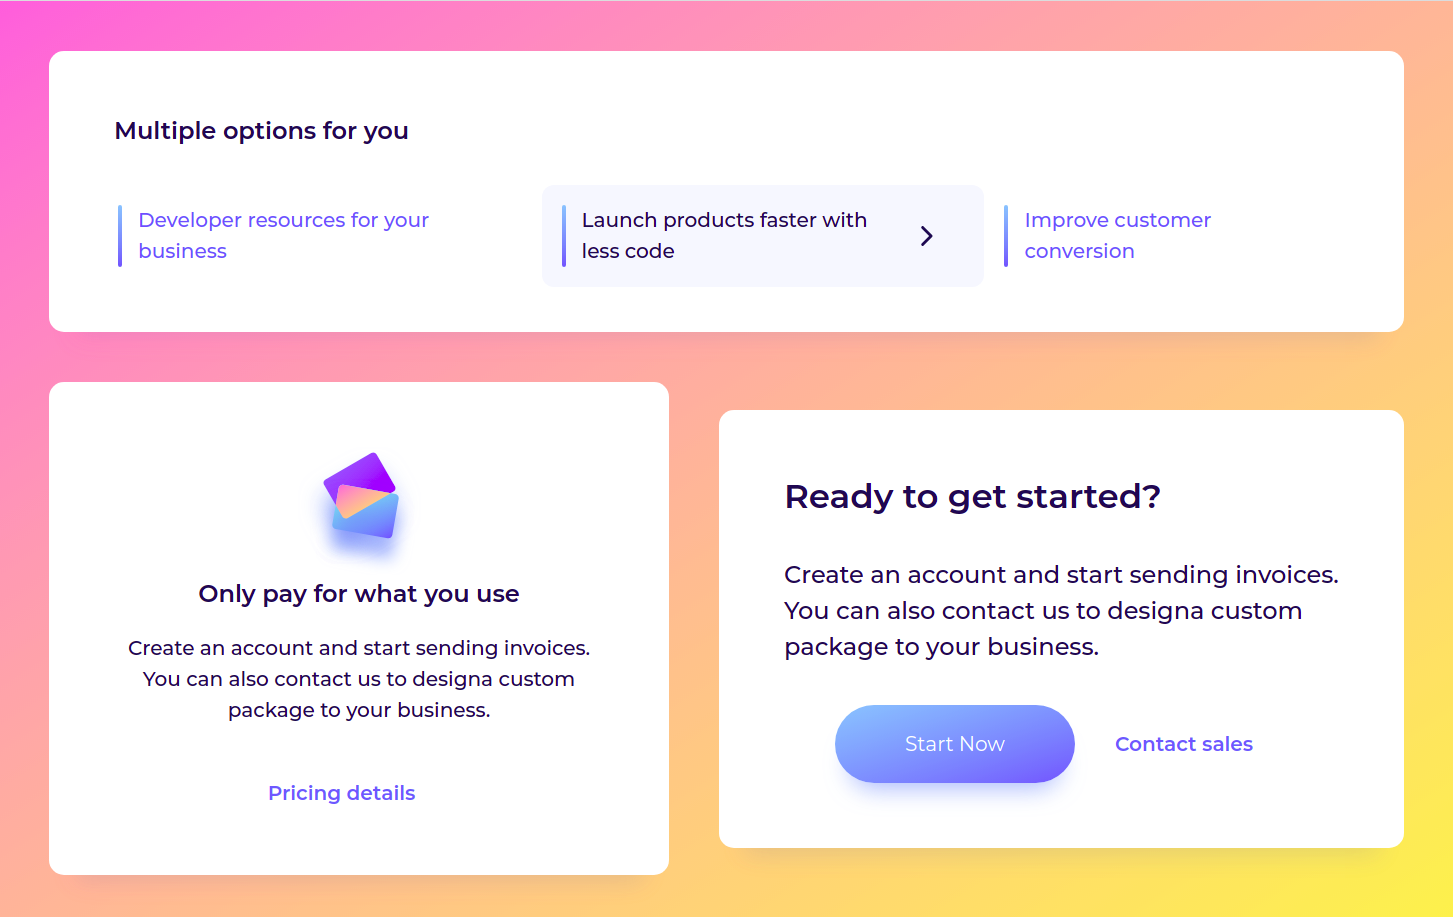 Multiple options for you
Developer resources for your
business
Launch products faster with
less code
Improve customer
conversion
Only pay for what you use
Create an account and start sending invoices.
You can also contact us to designa custom
package to your business.
Pricing details
Ready to get started?
Create an account and start sending invoices.
You can also contact us to designa custom
package to your business.
Start Now
Contact sales